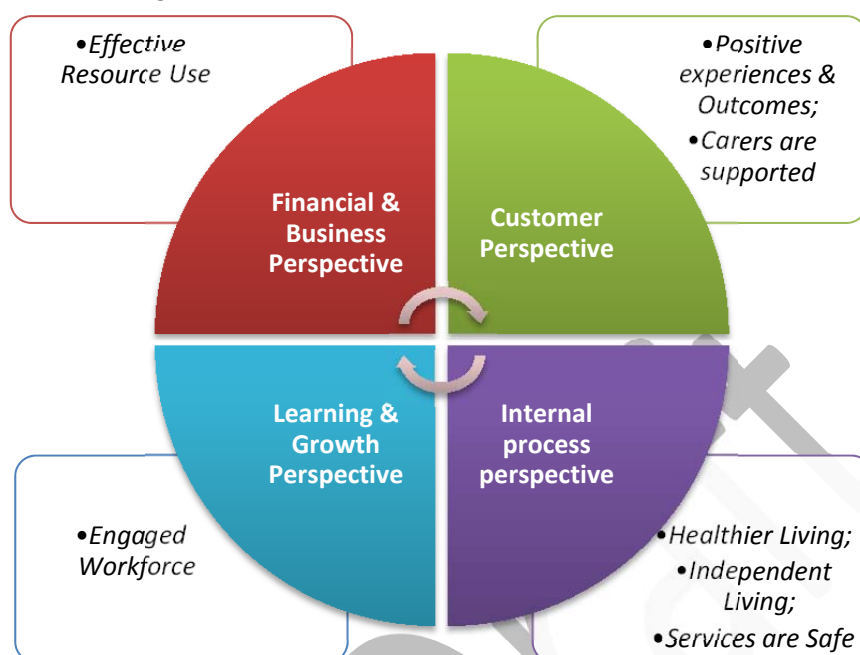 •Effective
Resource Use
•Positive
experiences &
Outcomes;
•Carers are
supported
Financial &
Business
Perspective
Customer
Perspective
Learning &
Growth
Perspective
Internal
process
perspective
•Engaged
Workforce
•Healthier Living;
•Independent
Living;
•Services are Safe